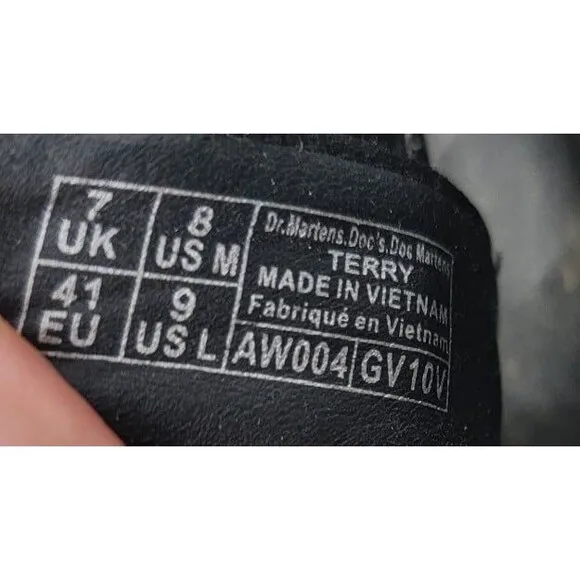 7 UK
8 US M
41 EU
9 US L
Dr.Martens.Doc's.Doc Martens
TERRY
MADE IN VIETNAM
Fabriqué en Vietnam
AW004 GV10V